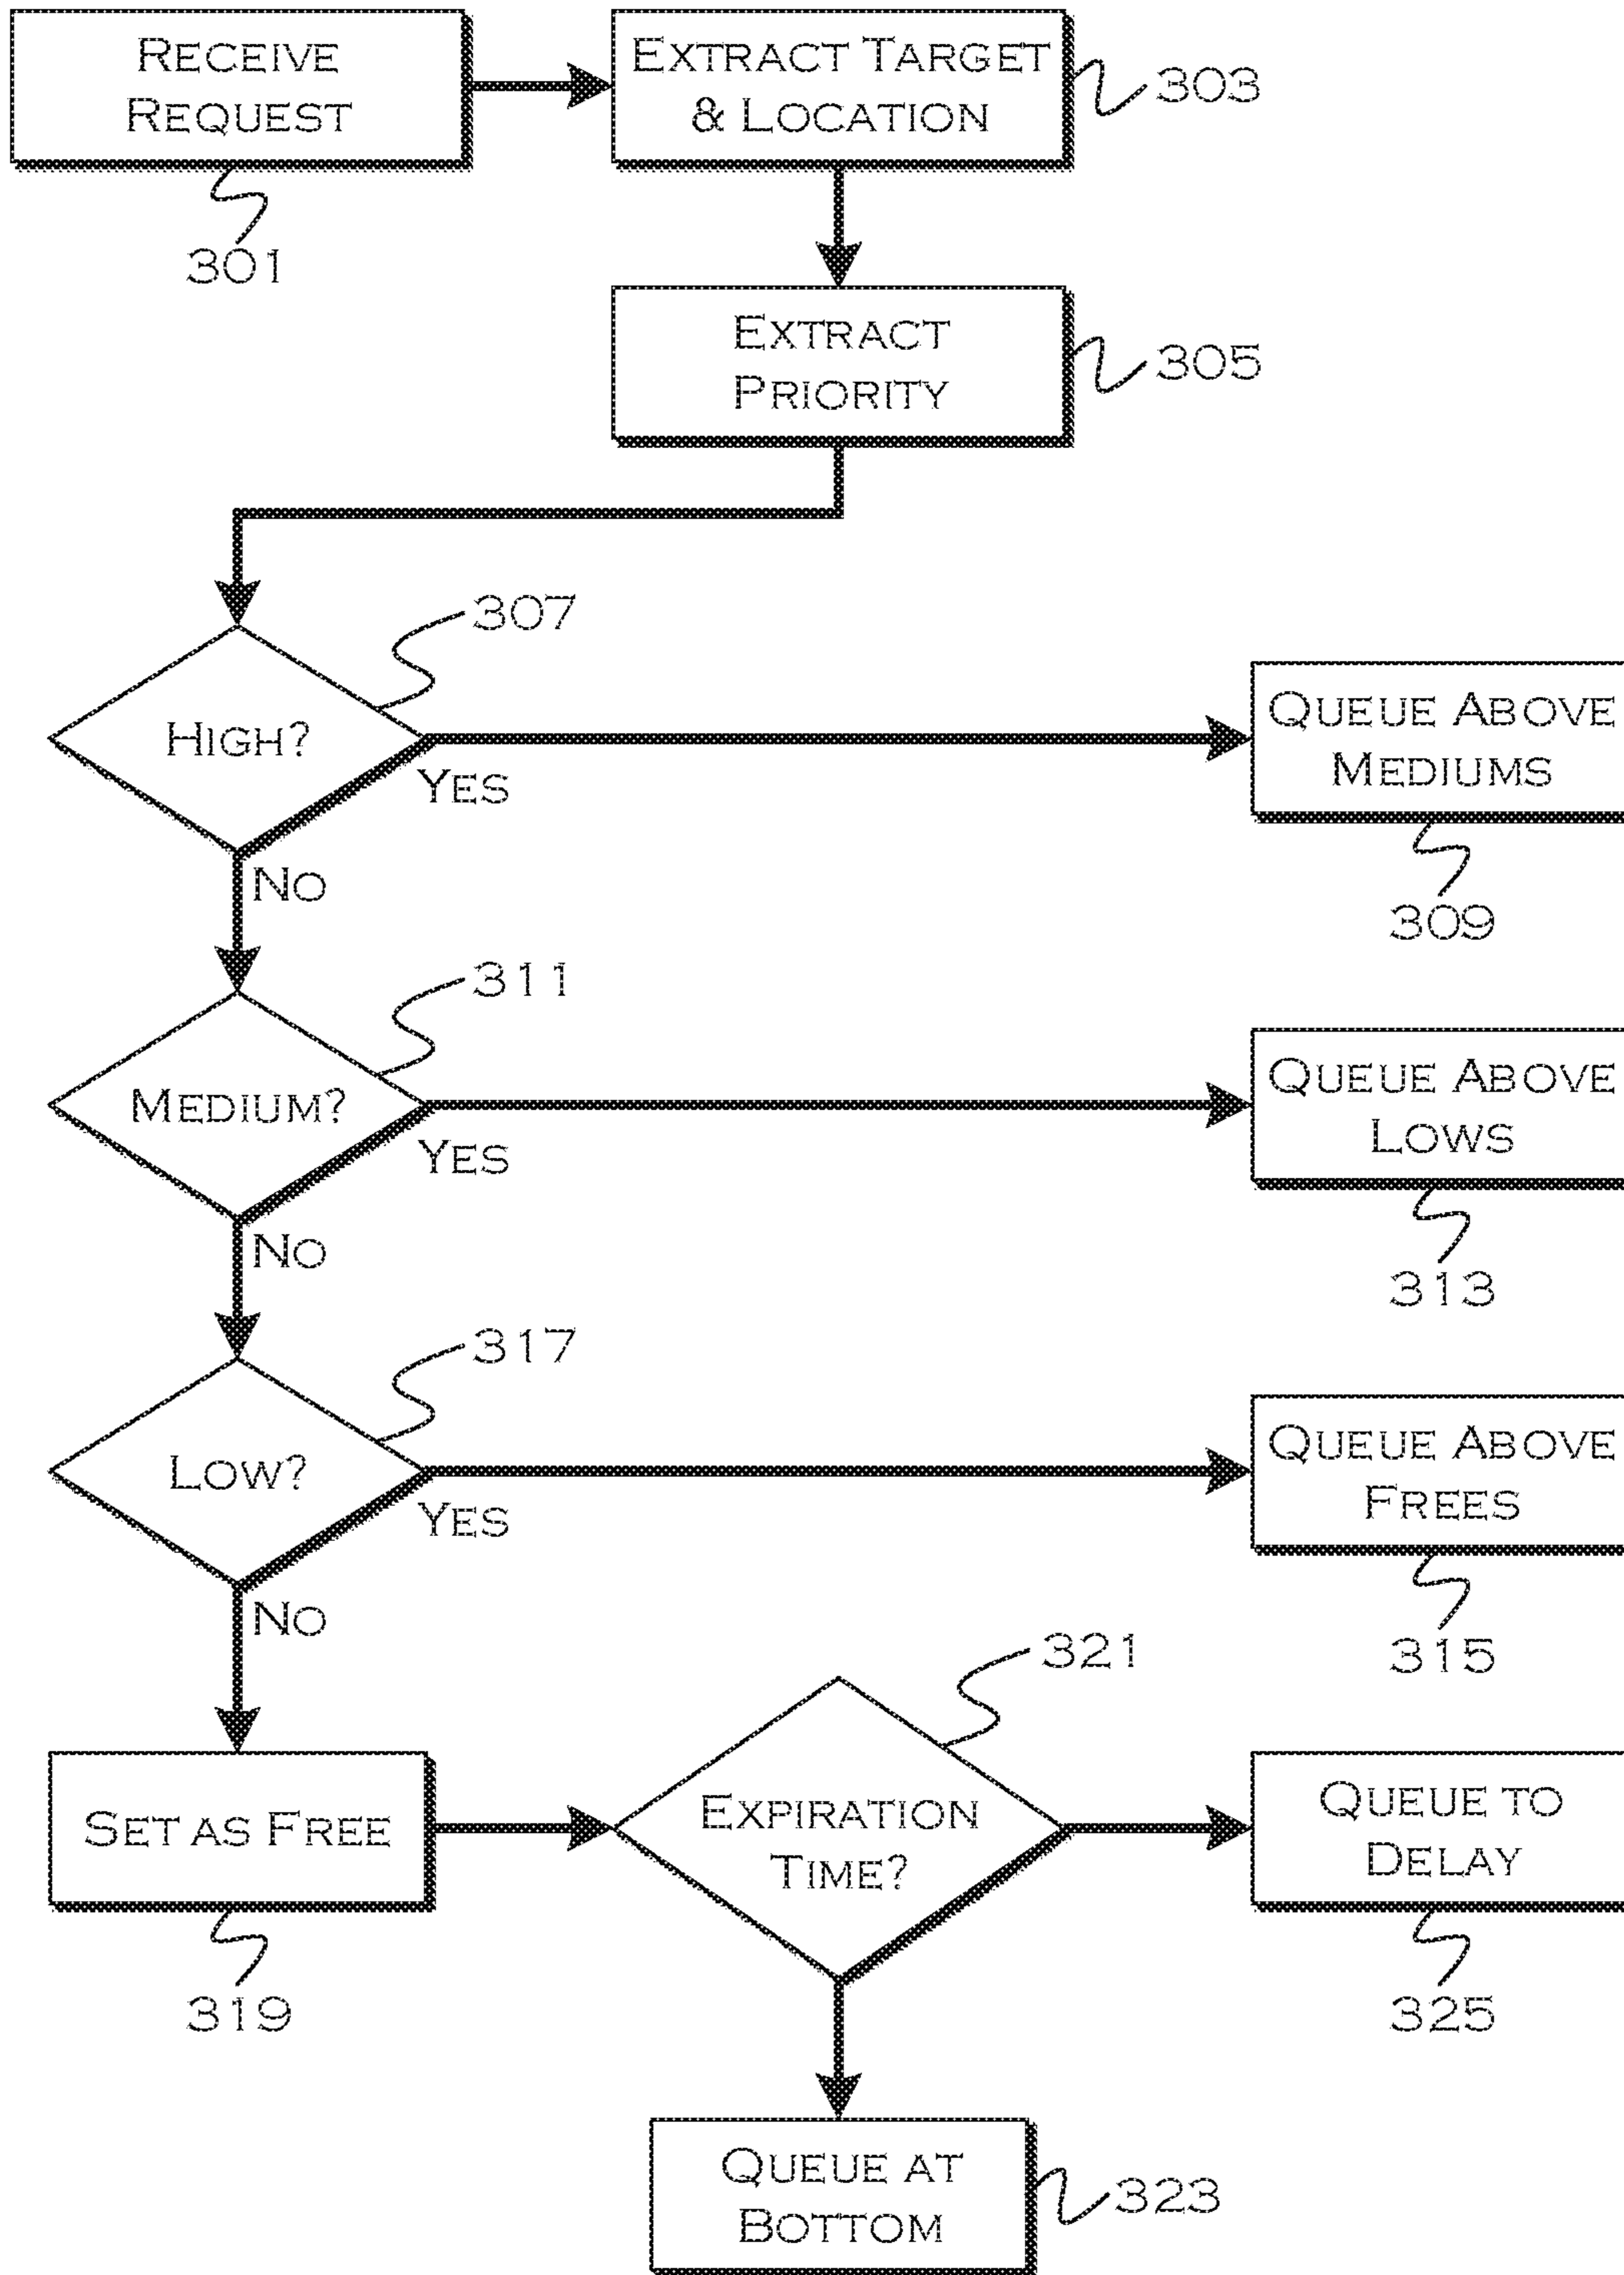 RECEIVE
REQUEST
EXTRACT TARGET
& LOCATION
303
301
EXTRACT
PRIORITY
305
307
HIGH?
YES
NO
QUEUE ABOVE
MEDIUMS
309
311
MEDIUM?
YES
NO
QUEUE ABOVE
LOWS
313
317
LOW?
YES
NO
QUEUE ABOVE
FREES
315
321
SET AS FREE
319
EXPIRATION
TIME?
QUEUE TO
DELAY
325
QUEUE AT
BOTTOM
323